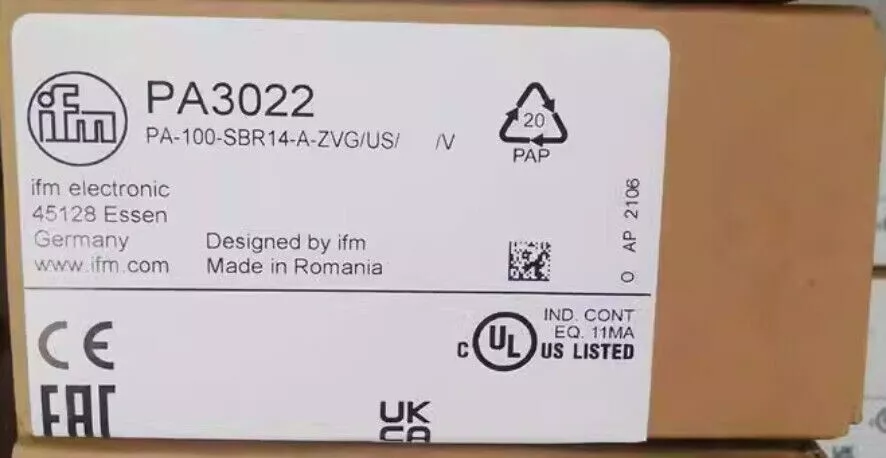 ifm
PA3022
PA-100-SBR14-A-ZVG/US/ /V
20
PAP
ifm electronic
45128 Essen
Germany
www.ifm.com
Designed by ifm
Made in Romania
O AP 2106
CE
EAC
UK
CA
C UL US LISTED
IND. CONT
EQ. 11MA